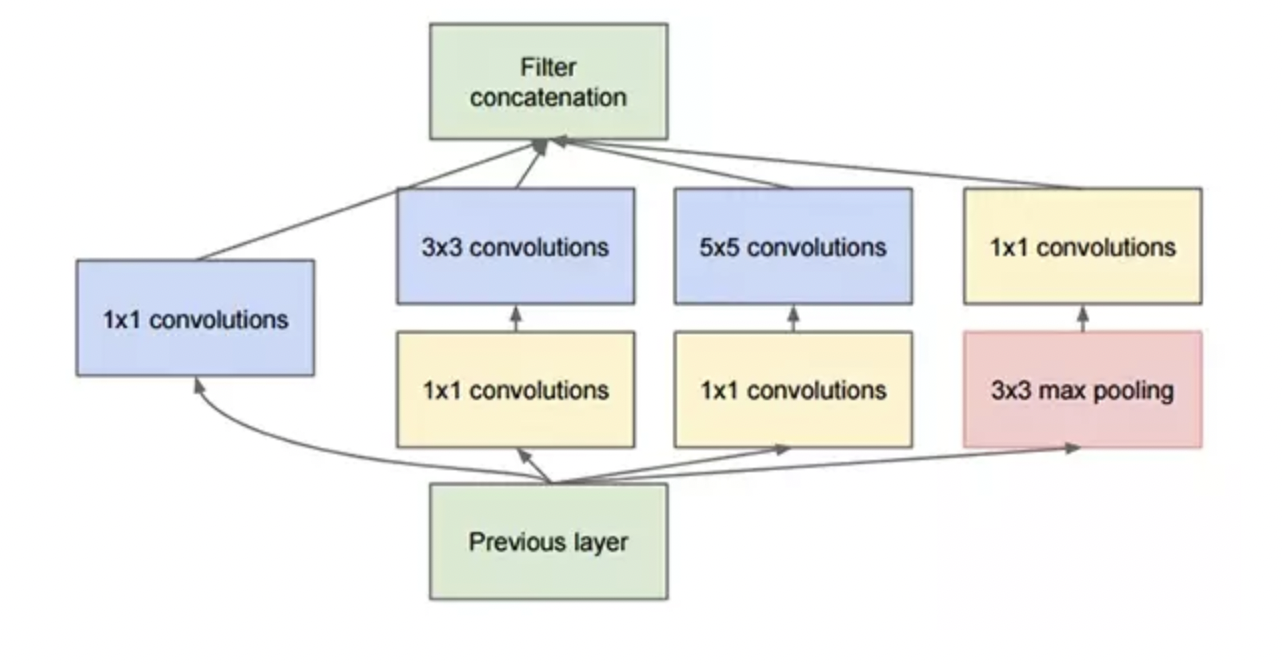 Filter
concatenation
3x3 convolutions
5x5 convolutions
1x1 convolutions
1x1 convolutions
1x1 convolutions
1x1 convolutions
3x3 max pooling
Previous layer